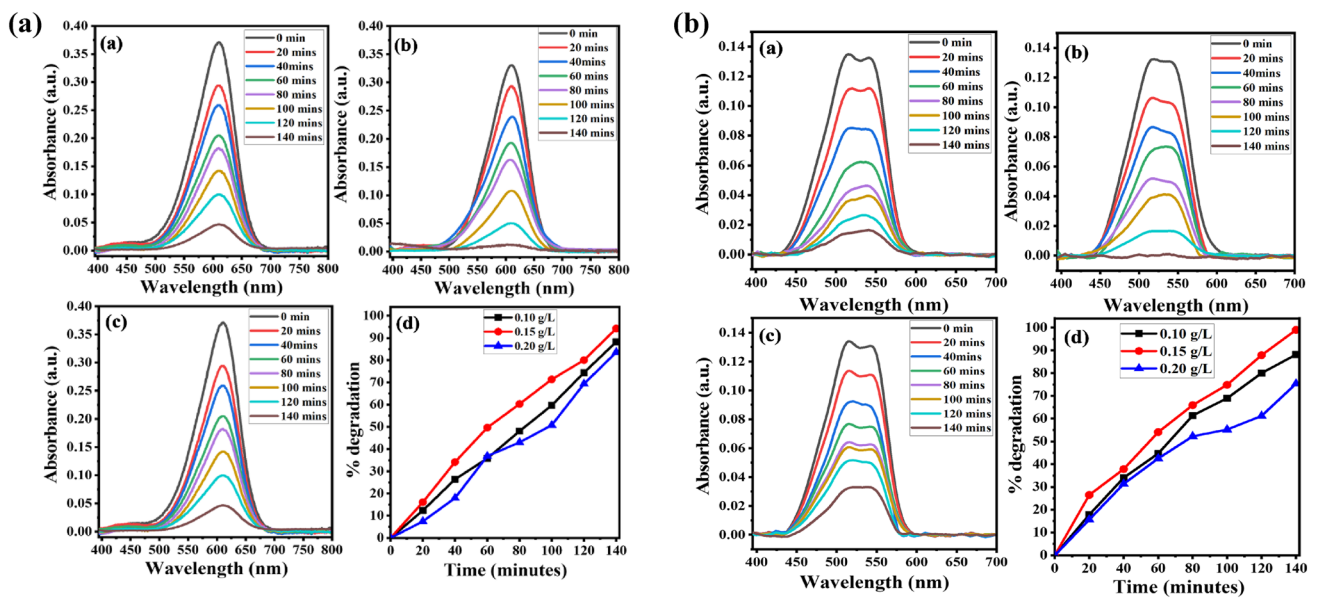 (a)
(a)
0.40
0.35
0.30
0.25
0.20
0.15
0.10
0.05
0.00
Absorbance (a.u.)
400 450 500 550 600 650 700 750 800
Wavelength (nm)
0 min
20 mins
40mins
60 mins
80 mins
100 mins
120 mins
140 mins
(b)
0.40
0.35
0.30
0.25
0.20
0.15
0.10
0.05
0.00
Absorbance (a.u.)
400 450 500 550 600 650 700 750 800
Wavelength (nm)
0 min
20 mins
40mins
60 mins
80 mins
100 mins
120 mins
140 mins
(c)
0.40
0.35
0.30
0.25
0.20
0.15
0.10
0.05
0.00
Absorbance (a.u.)
400 450 500 550 600 650 700 750 800
Wavelength (nm)
0 min
20 mins
40mins
60 mins
80 mins
100 mins
120 mins
140 mins
(d)
100
90
80
70
60
50
40
30
20
10
0
% degradation
0 20 40 60 80 100 120 140
Time (minutes)
0.10 g/L
0.15 g/L
0.20 g/L
(b)
(a)
0.14
0.12
0.10
0.08
0.06
0.04
0.02
0.00
Absorbance (a.u.)
400 450 500 550 600 650 700
Wavelength (nm)
0 min
20 mins
40mins
60 mins
80 mins
100 mins
120 mins
140 mins
(b)
0.14
0.12
0.10
0.08
0.06
0.04
0.02
0.00
Absorbance (a.u.)
400 450 500 550 600 650 700
Wavelength (nm)
0 min
20 mins
40mins
60 mins
80 mins
100 mins
120 mins
140 mins
(c)
0.14
0.12
0.10
0.08
0.06
0.04
0.02
0.00
Absorbance (a.u.)
400 450 500 550 600 650 700
Wavelength (nm)
0 min
20 mins
40mins
60 mins
80 mins
100 mins
120 mins
140 mins
(d)
100
90
80
70
60
50
40
30
20
10
0
% degradation
0 20 40 60 80 100 120 140
Time (minutes)
0.10 g/L
0.15 g/L
0.20 g/L